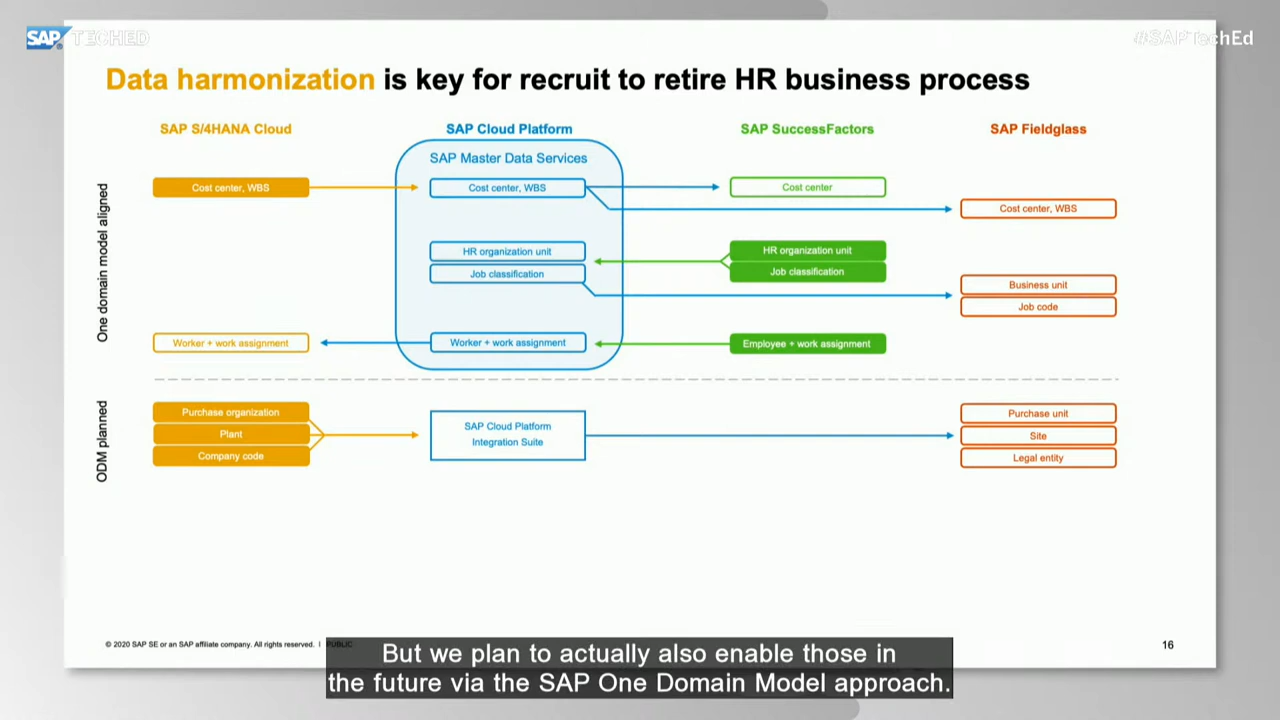 SAP TECHED
#SAPTechEd
Data harmonization is key for recruit to retire HR business process
SAP S/4HANA Cloud
SAP Cloud Platform
SAP SuccessFactors
SAP Fieldglass
SAP Master Data Services
One domain model aligned
Cost center, WBS
Cost center, WBS
Cost center
Cost center, WBS
HR organization unit
HR organization unit
Job classification
Job classification
Business unit
Job code
Worker + work assignment
Worker + work assignment
Employee + work assignment
ODM planned
Purchase organization
Plant
Company code
SAP Cloud Platform
Integration Suite
Purchase unit
Site
Legal entity
© 2020 SAP SE or an SAP affiliate company. All rights reserved. | PUBLIC
16
But we plan to actually also enable those in
the future via the SAP One Domain Model approach.